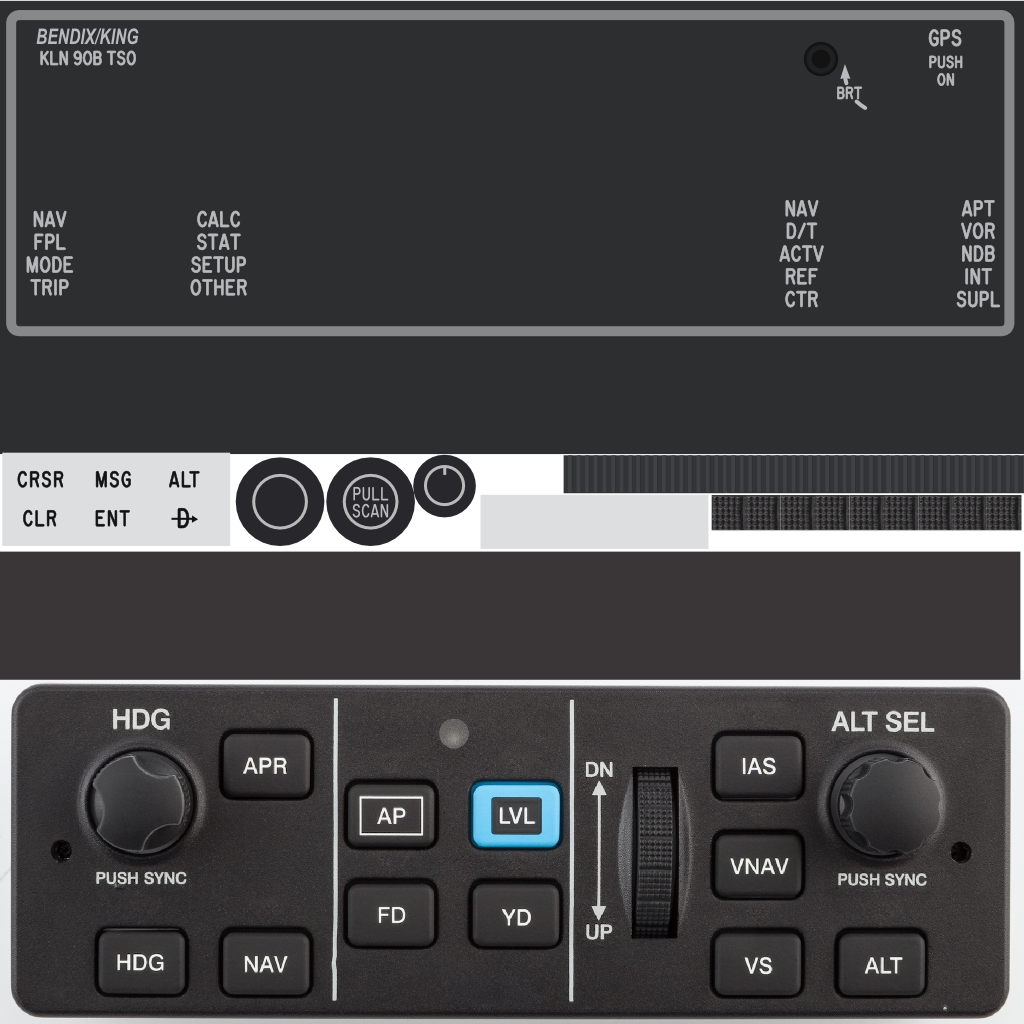 BENDIX/KING
KLN 90B TSO
GPS
PUSH
ON
BRT
NAV
FPL
MODE
TRIP
CALC
STAT
SETUP
OTHER
NAV
D/T
ACTV
REF
CTR
APT
VOR
NDB
INT
SUPL
CRSR MSG ALT
CLR ENT D
PULL
SCAN
HDG
APR
PUSH SYNC
HDG
NAV
AP
LVL
FD
YD
DN
UP
ALT SEL
IAS
VNAV
PUSH SYNC
VS
ALT